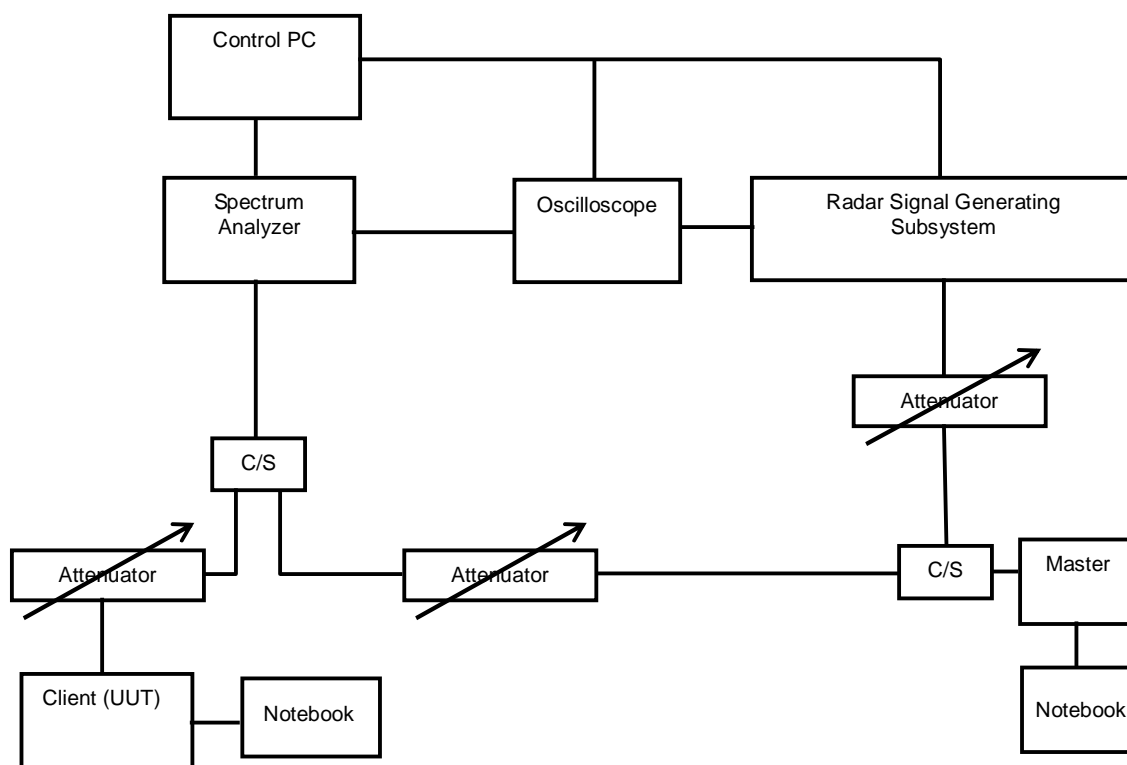 Control PC
Spectrum
Analyzer
Oscilloscope
Radar Signal Generating
Subsystem
Attenuator
C/S
Attenuator
Attenuator
C/S
Master
Client (UUT)
Notebook
Notebook